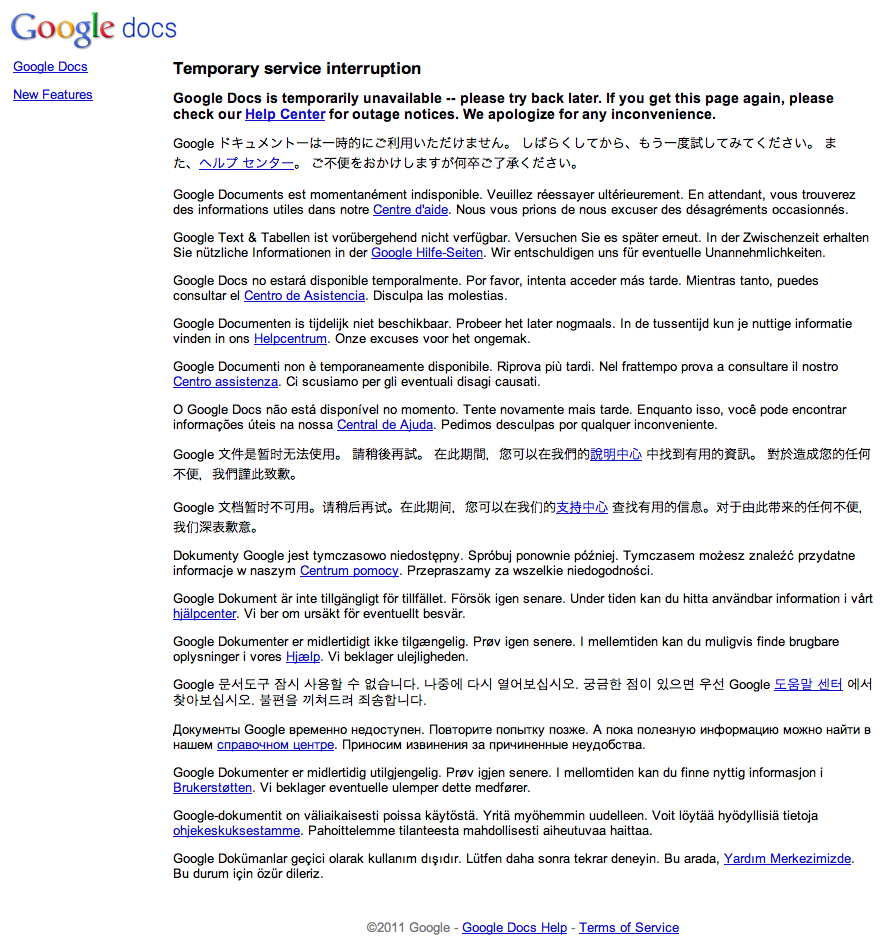 Google docs
Google Docs
New Features
Temporary service interruption
Google Docs is temporarily unavailable -- please try back later. If you get this page again, please
check our Help Center for outage notices. We apologize for any inconvenience.
Google ドキュメントーは一時的にご利用いただけません。 しばらくしてから、もう一度試してみてください。 ま
た、ヘルプ センター。 ご不便をおかけしますが何卒ご了承ください。
Google Documents est momentanément indisponible. Veuillez réessayer ultérieurement. En attendant, vous trouverez
des informations utiles dans notre Centre d'aide. Nous vous prions de nous excuser des désagréments occasionnés.
Google Text & Tabellen ist vorübergehend nicht verfügbar. Versuchen Sie es später erneut. In der Zwischenzeit erhalten
Sie nützliche Informationen in der Google Hilfe-Seiten. Wir entschuldigen uns für eventuelle Unannehmlichkeiten.
Google Docs no estará disponible temporalmente. Por favor, intenta acceder más tarde. Mientras tanto, puedes
consultar el Centro de Asistencia. Disculpa las molestias.
Google Documenten is tijdelijk niet beschikbaar. Probeer het later nogmaals. In de tussentijd kun je nuttige informatie
vinden in ons Helpcentrum. Onze excuses voor het ongemak.
Google Documenti non è temporaneamente disponibile. Riprova più tardi. Nel frattempo prova a consultare il nostro
Centro assistenza. Ci scusiamo per gli eventuali disagi causati.
O Google Docs não está disponível no momento. Tente novamente mais tarde. Enquanto isso, você pode encontrar
informações úteis na nossa Central de Ajuda. Pedimos desculpas por qualquer inconveniente.
Google 文件是暂时无法使用。 請稍後再試。 在此期間，您可以在我們的說明中心 中找到有用的資訊。 對於造成您的任何
不便，我們謹此致歉。
Google 文档暂时不可用。请稍后再试。在此期间，您可以在我们的支持中心 查找有用的信息。对于由此带来的任何不便，
我们深表歉意。
Dokumenty Google jest tymczasowo niedostępny. Spróbuj ponownie później. Tymczasem możesz znaleźć przydatne
informacje w naszym Centrum pomocy. Przepraszamy za wszelkie niedogodności.
Google Dokument är inte tillgängligt för tillfället. Försök igen senare. Under tiden kan du hitta användbar information i vårt
hjälpcenter. Vi ber om ursäkt för eventuellt besvär.
Google Dokumenter er midlertidigt ikke tilgængelig. Prøv igen senere. I mellemtiden kan du muligvis finde brugbare
oplysninger i vores Hjælp. Vi beklager ulejligheden.
Google 문서도구 잠시 사용할 수 없습니다. 나중에 다시 열어보십시오. 궁금한 점이 있으면 우선 Google 도움말 센터 에서
찾아보십시오. 불편을 끼쳐드려 죄송합니다.
Документы Google временно недоступен. Повторите попытку позже. А пока полезную информацию можно найти в
нашем справочном центре. Приносим извинения за причиненные неудобства.
Google Dokumenter er midlertidig utilgjengelig. Prøv igjen senere. I mellomtiden kan du finne nyttig informasjon i
Brukerstøtten. Vi beklager eventuelle ulemper dette medfører.
Google-dokumentit on väliaikaisesti poissa käytöstä. Yritä myöhemmin uudelleen. Voit löytää hyödyllisiä tietoja
ohjekeskuksestamme. Pahoittelemme tilanteesta mahdollisesti aiheutuvaa haittaa.
Google Dokümanlar geçici olarak kullanım dışıdır. Lütfen daha sonra tekrar deneyin. Bu arada, Yardım Merkezimizde.
Bu durum için özür dileriz.
©2011 Google - Google Docs Help - Terms of Service